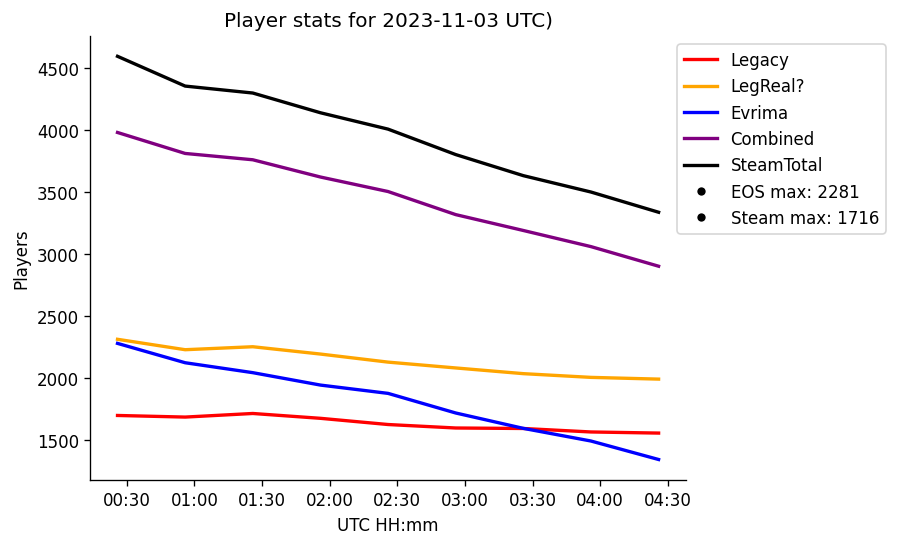 Player stats for 2023-11-03 UTC)
Legacy
LegReal?
Evrima
Combined
SteamTotal
EOS max: 2281
Steam max: 1716
Players
4500
4000
3500
3000
2500
2000
1500
00:30 01:00 01:30 02:00 02:30 03:00 03:30 04:00 04:30
UTC HH:mm